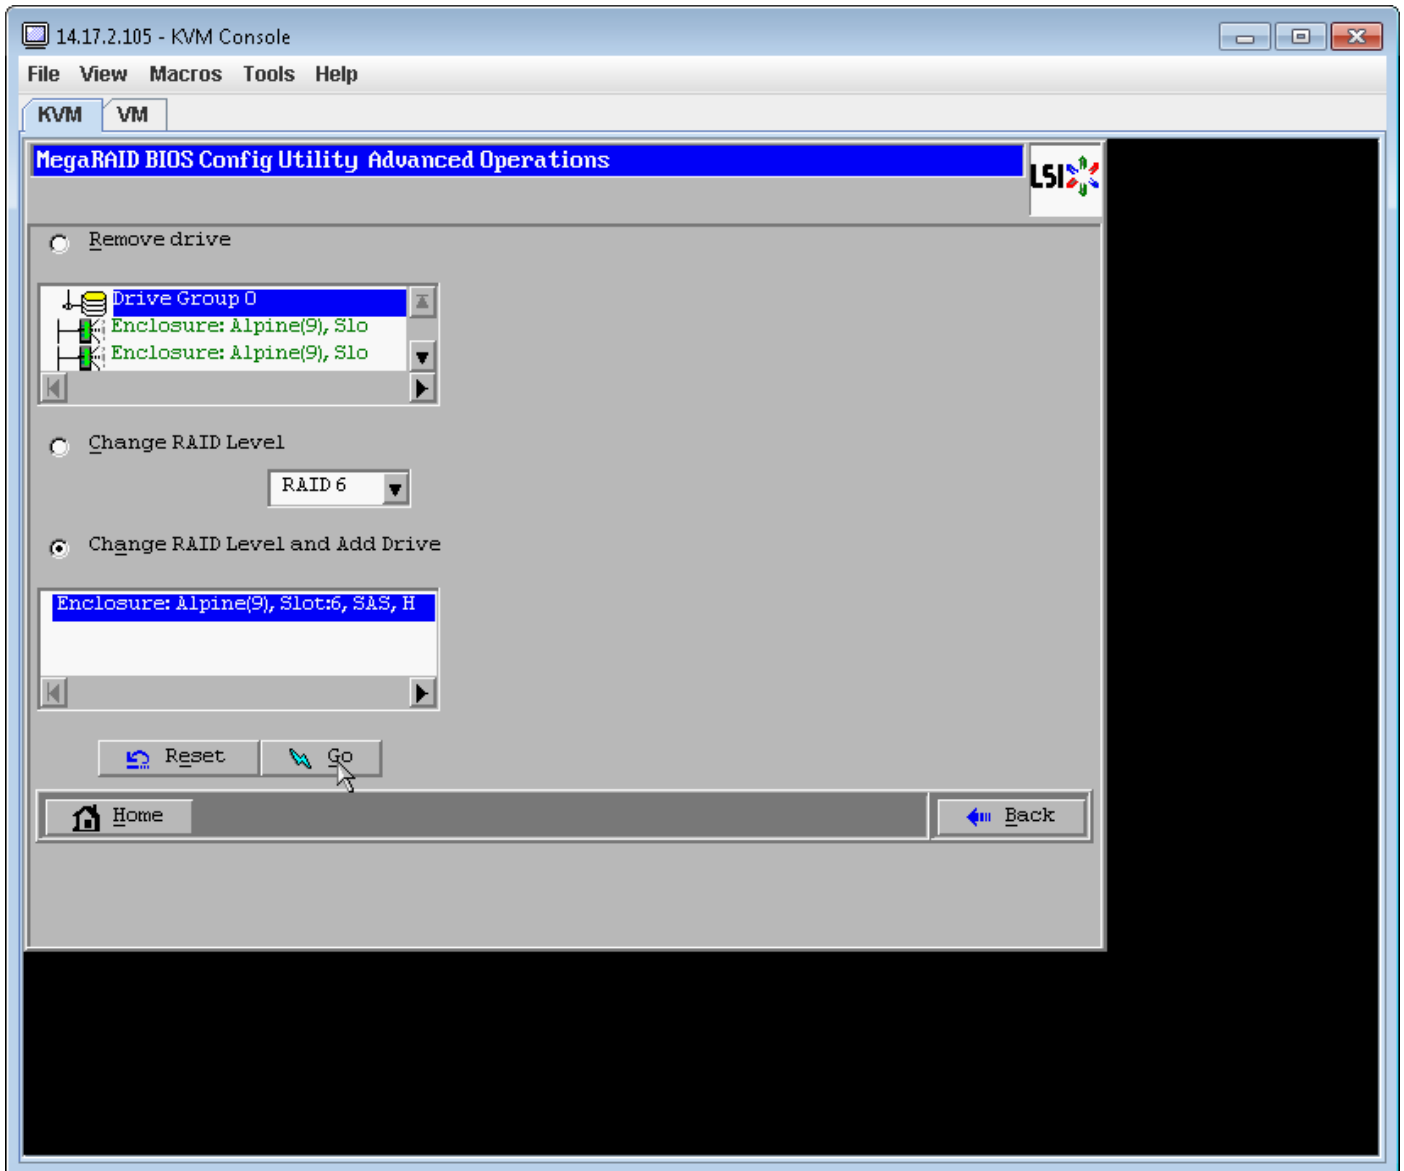 14.17.2.105 - KVM Console
File View Macros Tools Help
KVM VM
MegaRAID BIOS Config Utility Advanced Operations
LSI
Remove drive
Drive Group 0
Enclosure: Alpine(9), Slo
Enclosure: Alpine(9), Slo
Change RAID Level
RAID 6
Change RAID Level and Add Drive
Enclosure: Alpine(9), Slot:6, SAS, H
Reset Go
Home Back